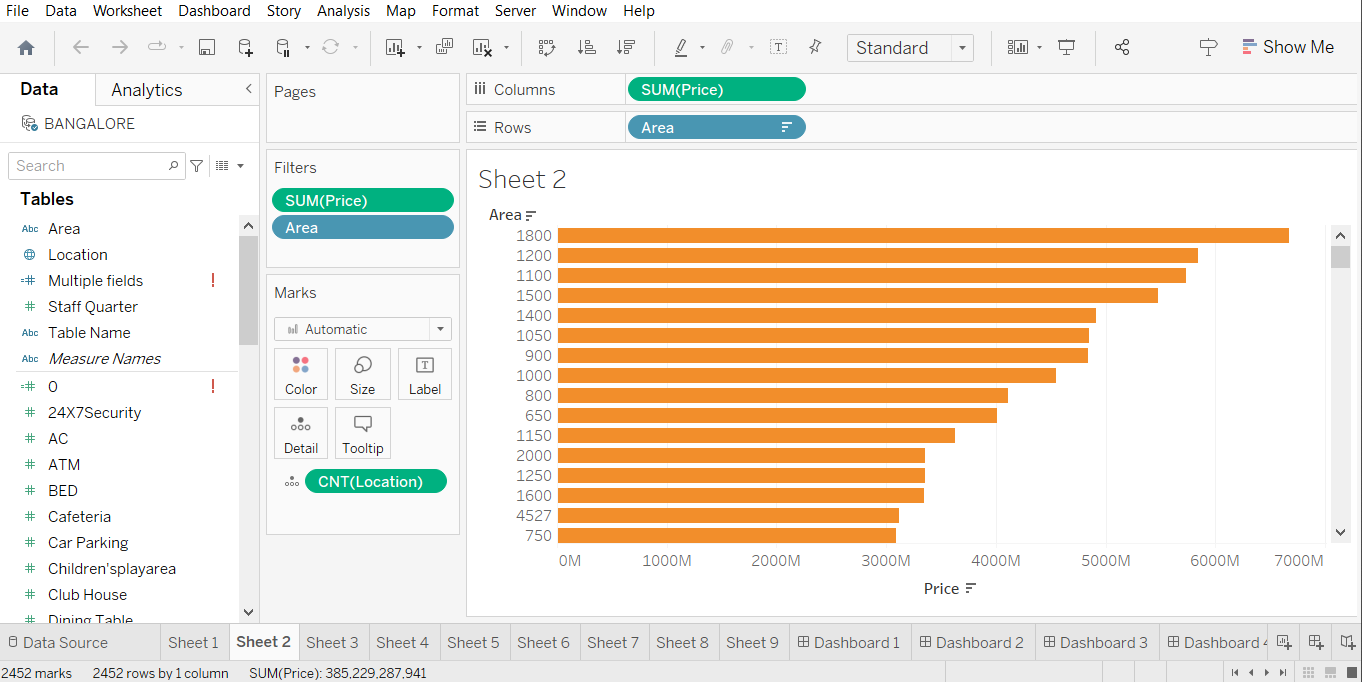 File Data Worksheet Dashboard Story Analysis Map Format Server Window Help
Standard
Show Me
Data Analytics
BANGALORE
Search
Tables
Abc Area
Location
Multiple fields !
Staff Quarter
Abc Table Name
Abc Measure Names
0 !
24X7Security
AC
ATM
BED
Cafeteria
Car Parking
Children'splayarea
Club House
Dining Table
Pages
Filters
SUM(Price)
Area
Marks
Automatic
Color Size Label
Detail Tooltip
CNT(Location)
Columns SUM(Price)
Rows Area
Sheet 2
Area
1800
1200
1100
1500
1400
1050
900
1000
800
650
1150
2000
1250
1600
4527
750
0M 1000M 2000M 3000M 4000M 5000M 6000M 7000M
Price
Data Source Sheet 1 Sheet 2 Sheet 3 Sheet 4 Sheet 5 Sheet 6 Sheet 7 Sheet 8 Sheet 9 Dashboard 1 Dashboard 2 Dashboard 3 Dashboard 4
2452 marks 2452 rows by 1 column SUM(Price): 385,229,287,941